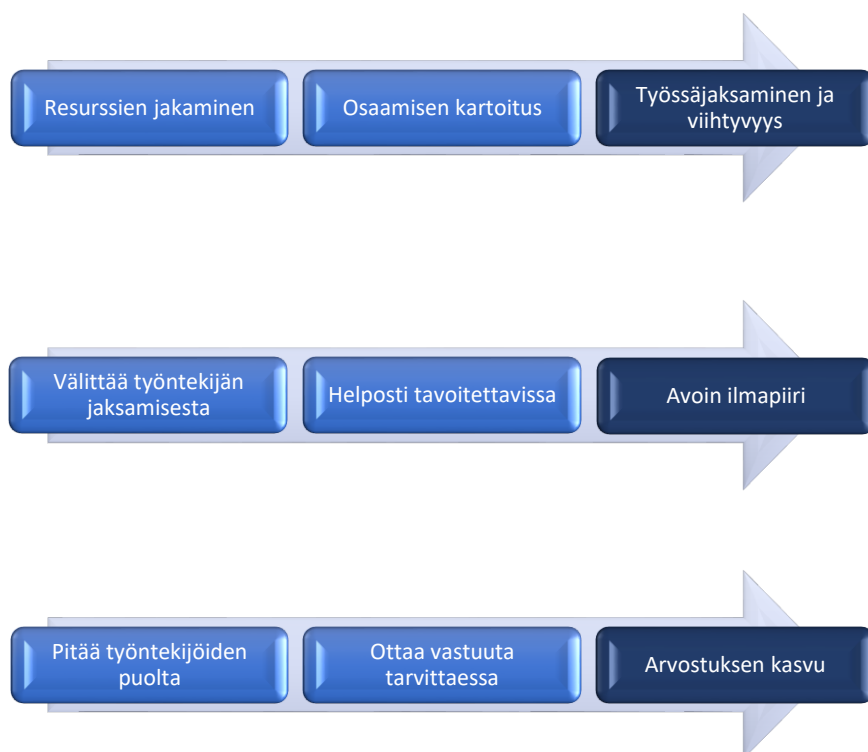 Resurssien jakaminen
Osaamisen kartoitus
Työssäjaksaminen ja
viihtyvyys
Välittää työntekijän
jaksamisesta
Helposti tavoitettavissa
Avoin ilmapiiri
Pitää työntekijöiden
puolta
Ottaa vastuuta
tarvittaessa
Arvostuksen kasvu